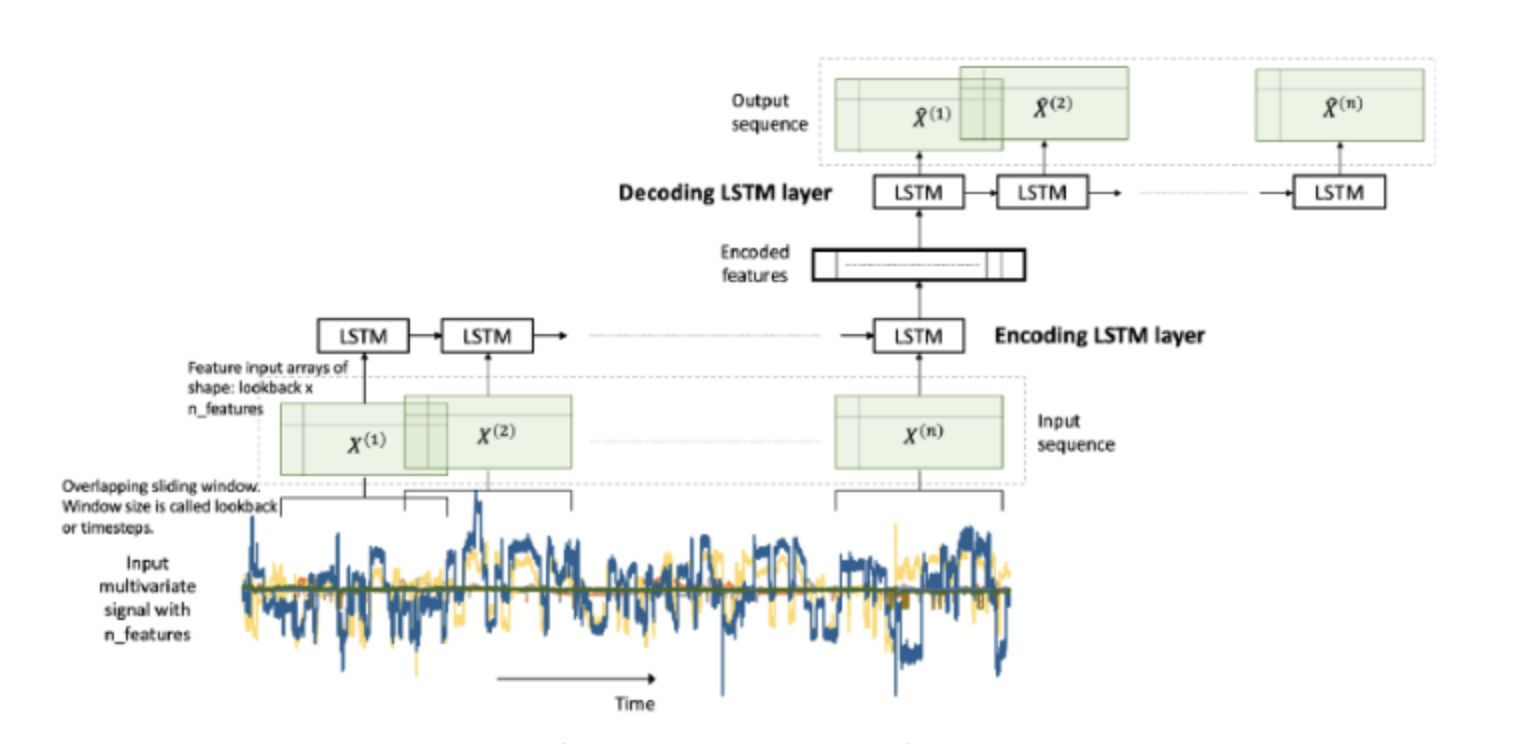 Output
sequence
X̂⁽¹⁾
X̂⁽²⁾
X̂⁽ⁿ⁾
Decoding LSTM layer
LSTM
LSTM
LSTM
Encoded
features
LSTM
LSTM
LSTM
Encoding LSTM layer
Feature input arrays of
shape: lookback x
n_features
X⁽¹⁾
X⁽²⁾
X⁽ⁿ⁾
Input
sequence
Overlapping sliding window.
Window size is called lookback
or timesteps.
Input
multivariate
signal with
n_features
Time